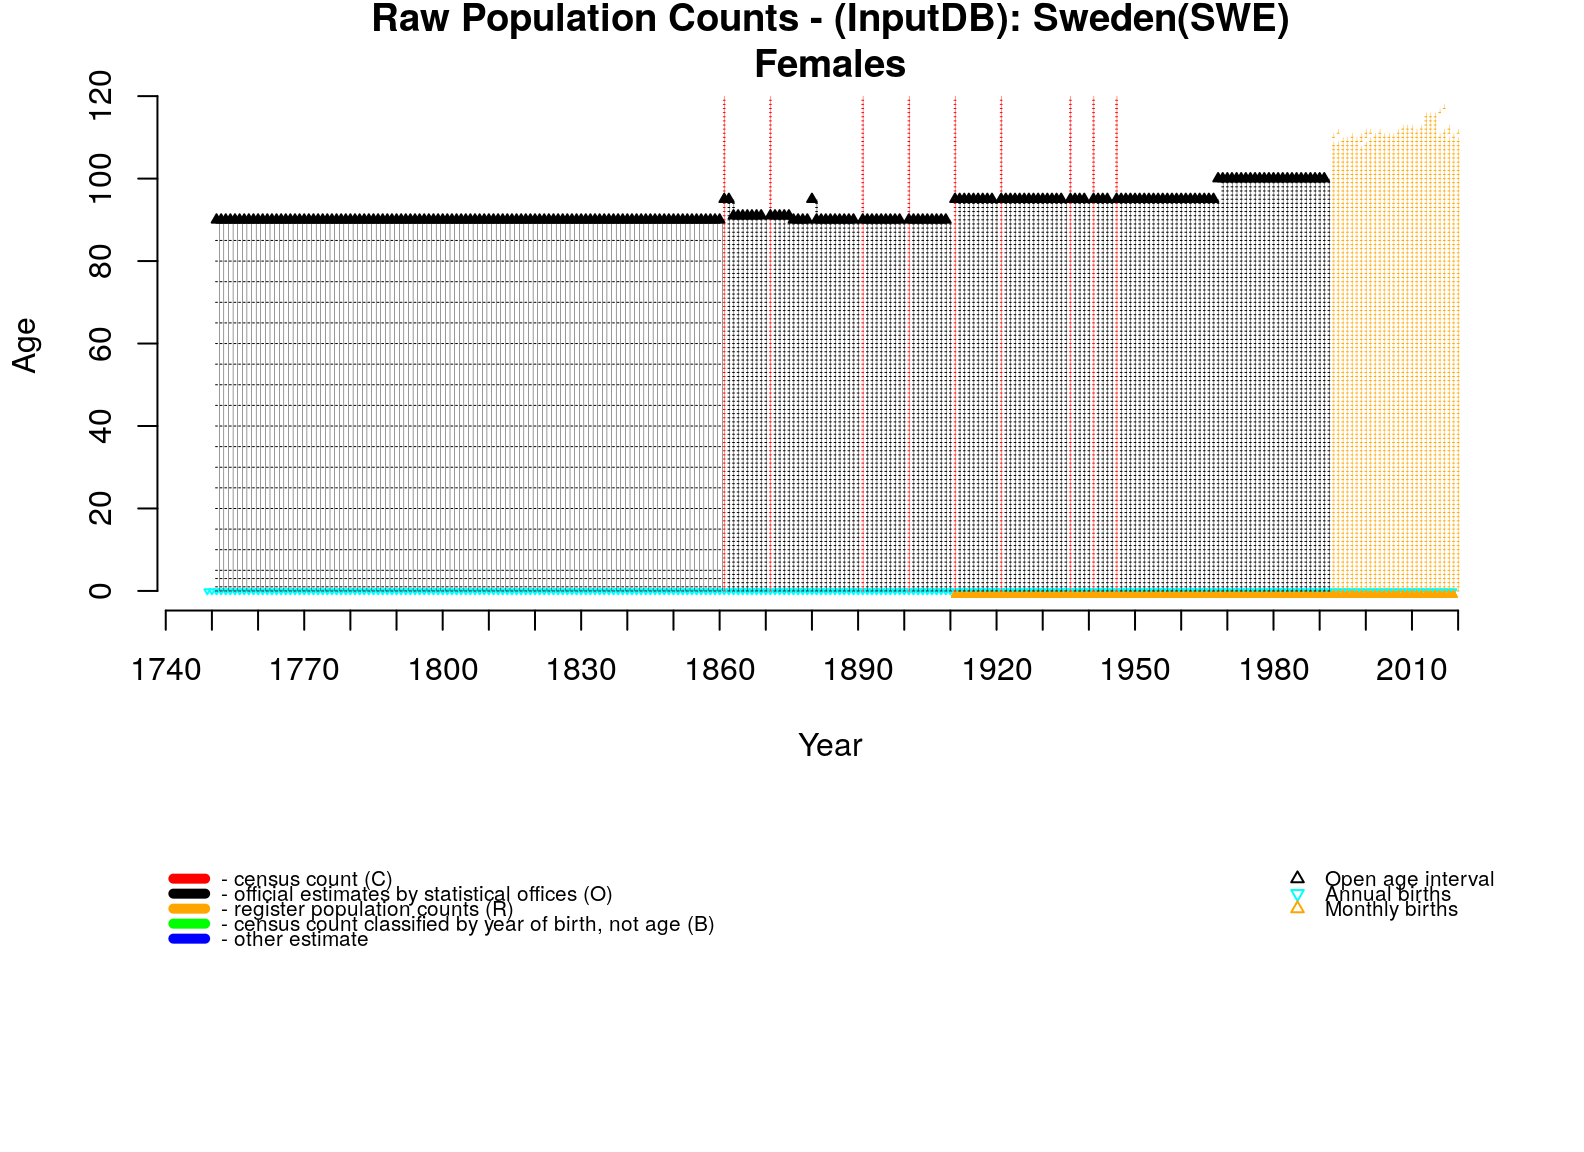 Raw Population Counts - (InputDB): Sweden(SWE)
Females
Age
120
100
80
60
40
20
0
1740 1770 1800 1830 1860 1890 1920 1950 1980 2010
Year
- census count (C)
- official estimates by statistical offices (O)
- register population counts (R)
- census count classified by year of birth, not age (B)
- other estimate
Open age interval
Annual births
Monthly births